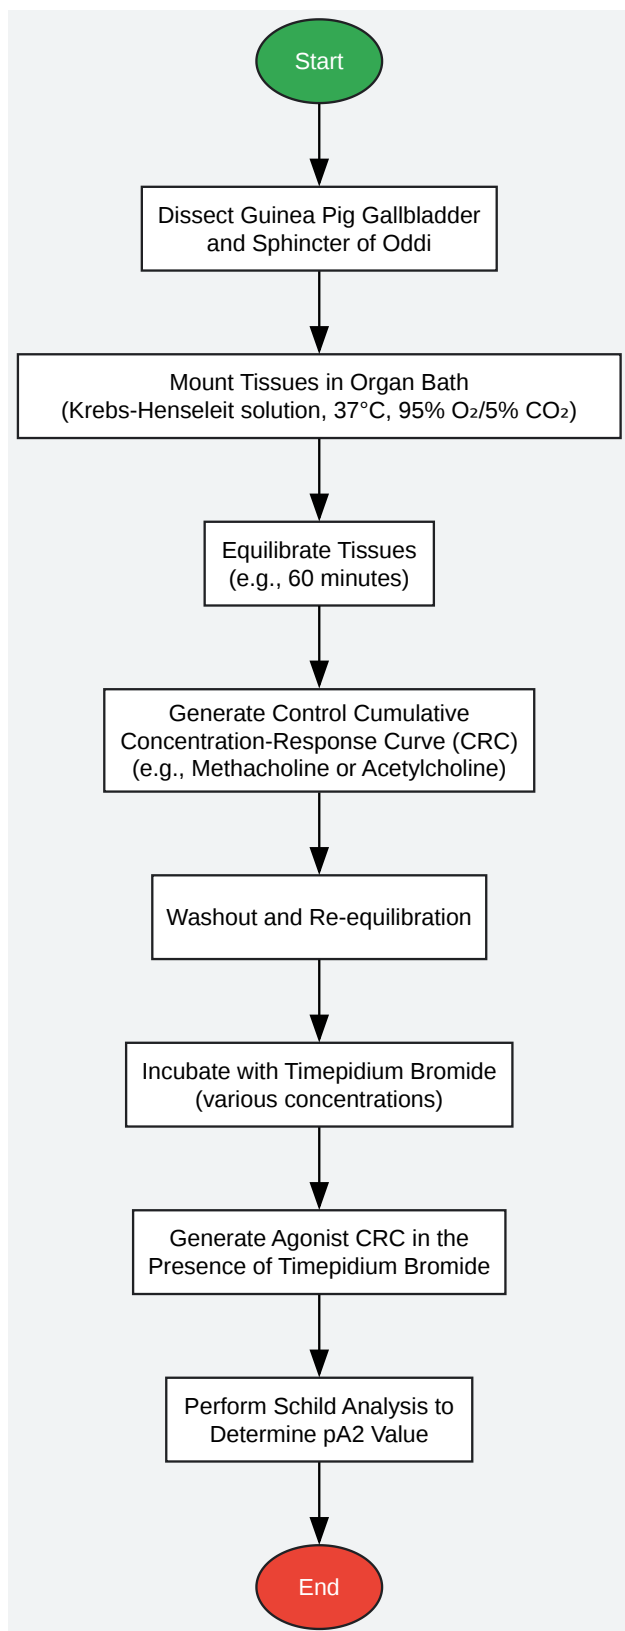 Start
Dissect Guinea Pig Gallbladder
and Sphincter of Oddi
Mount Tissues in Organ Bath
(Krebs-Henseleit solution, 37°C, 95% O₂/5% CO₂)
Equilibrate Tissues
(e.g., 60 minutes)
Generate Control Cumulative
Concentration-Response Curve (CRC)
(e.g., Methacholine or Acetylcholine)
Washout and Re-equilibration
Incubate with Timepidium Bromide
(various concentrations)
Generate Agonist CRC in the
Presence of Timepidium Bromide
Perform Schild Analysis to
Determine pA2 Value
End